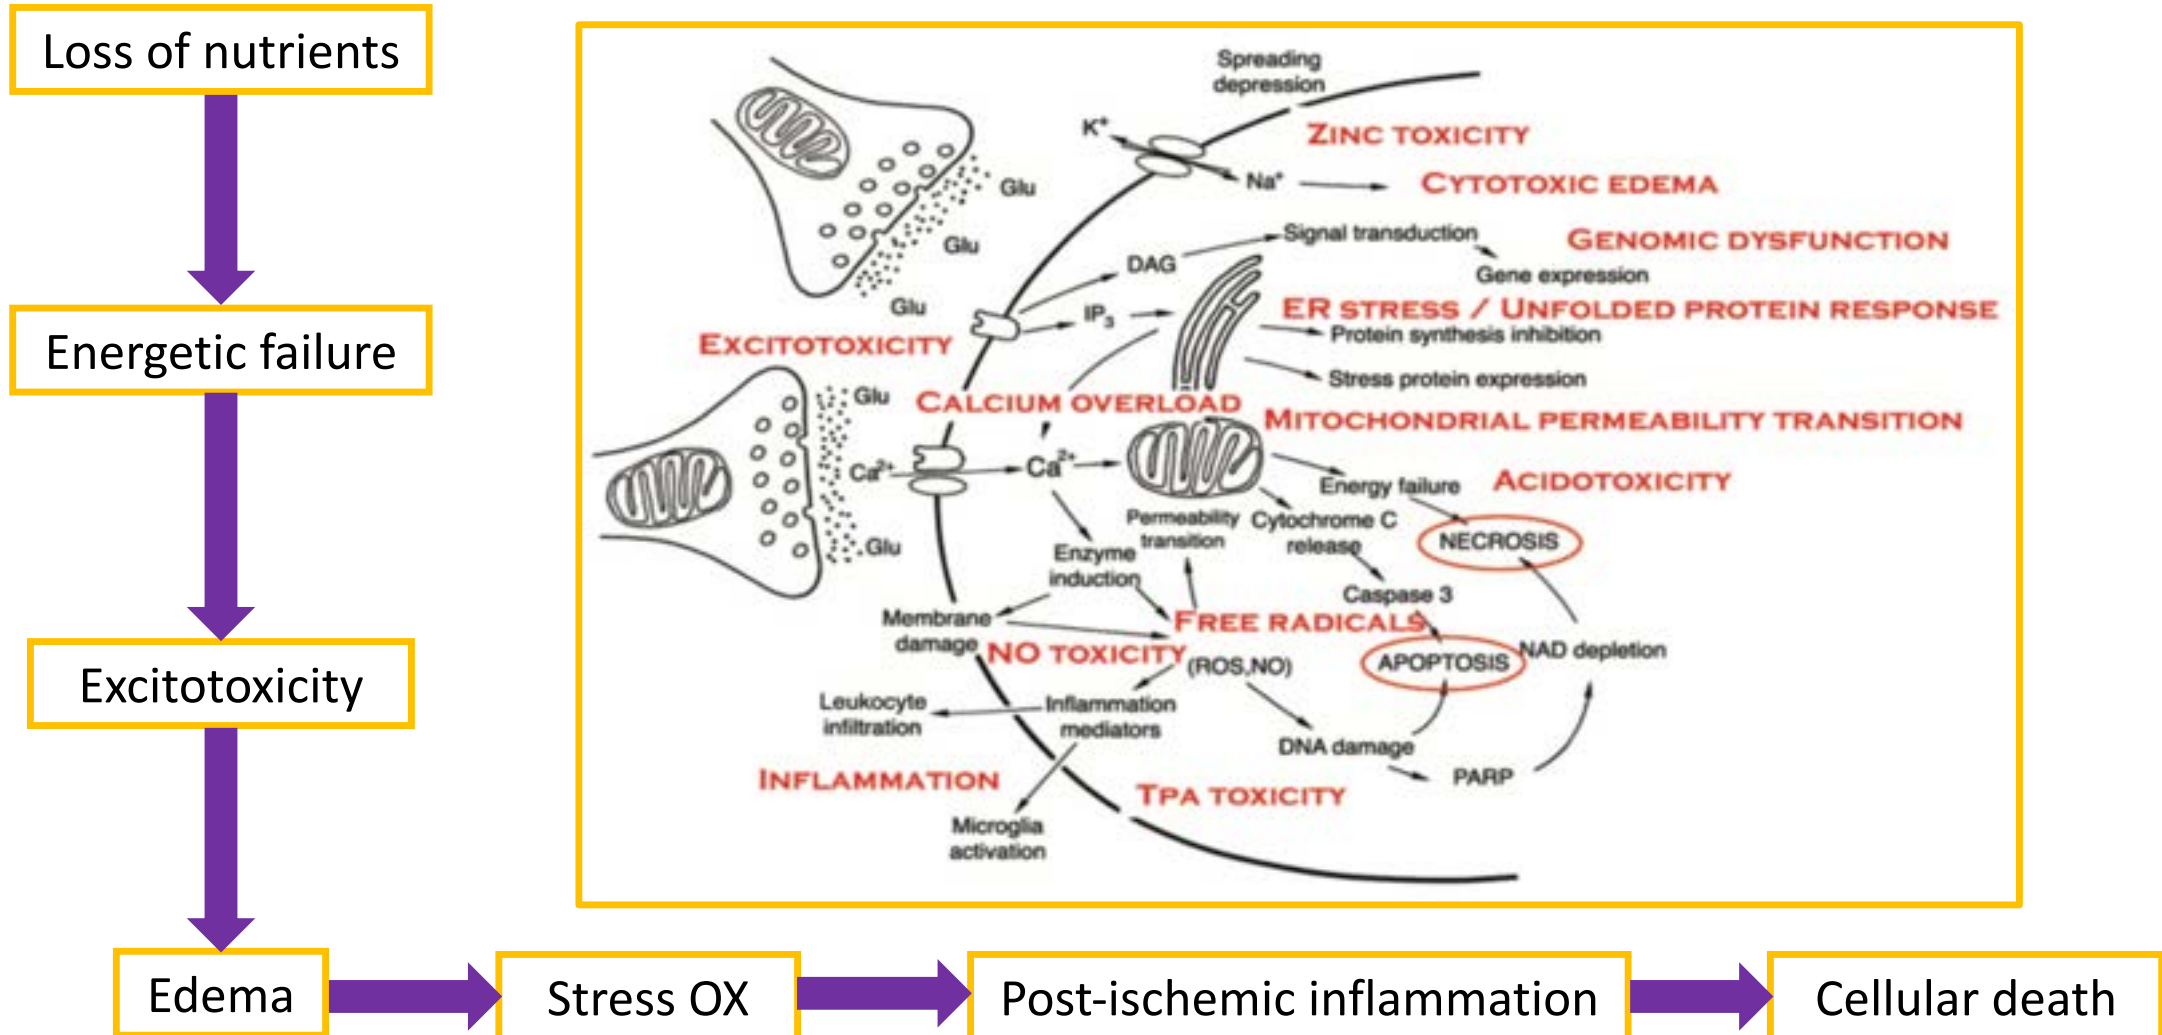 Loss of nutrients
Energetic failure
Excitotoxicity
Edema
Stress OX
Post-ischemic inflammation
Cellular death
Spreading
depression
K+
ZINC TOXICITY
Na+
CYTOTOXIC EDEMA
Glu
Glu
Glu
Signal transduction
GENOMIC DYSFUNCTION
DAG
Gene expression
IP3
ER STRESS / UNFOLDED PROTEIN RESPONSE
Protein synthesis inhibition
EXCITOTOXICITY
Stress protein expression
Glu
CALCIUM OVERLOAD
MITOCHONDRIAL PERMEABILITY TRANSITION
Ca2+
Ca2+
Energy failure
ACIDOTOXICITY
Glu
Permeability
transition
Cytochrome C
release
NECROSIS
Enzyme
induction
Caspase 3
Membrane
damage
FREE RADICALS
NO TOXICITY
(ROS,NO)
APOPTOSIS
NAD depletion
Leukocyte
infiltration
Inflammation
mediators
DNA damage
PARP
INFLAMMATION
TPA TOXICITY
Microglia
activation